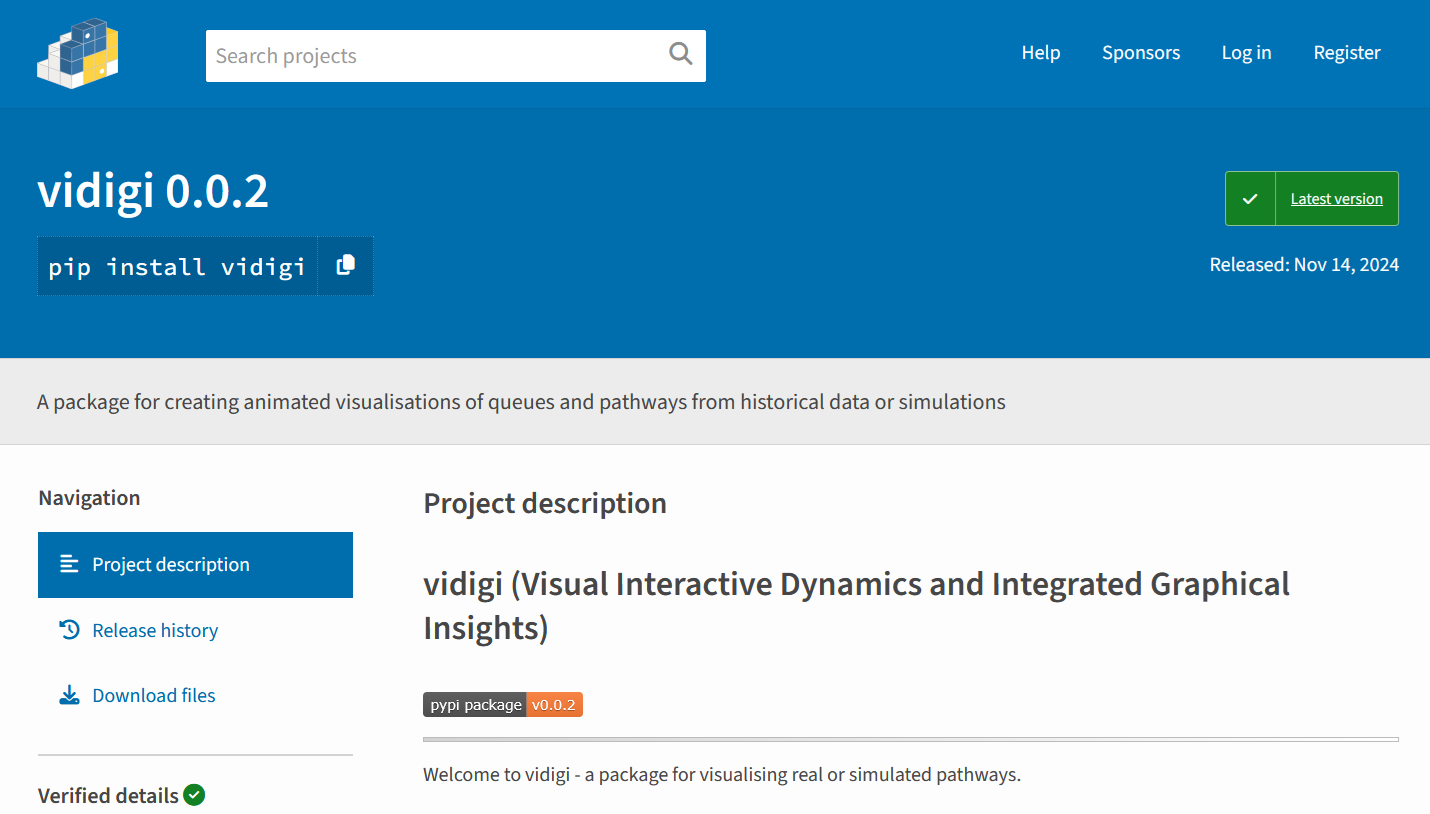 Search projects
Help
Sponsors
Log in
Register
vidigi 0.0.2
pip install vidigi
Latest version
Released: Nov 14, 2024
A package for creating animated visualisations of queues and pathways from historical data or simulations
Navigation
Project description
Release history
Download files
Verified details
Project description
vidigi (Visual Interactive Dynamics and Integrated Graphical
Insights)
pypi package v0.0.2
Welcome to vidigi - a package for visualising real or simulated pathways.